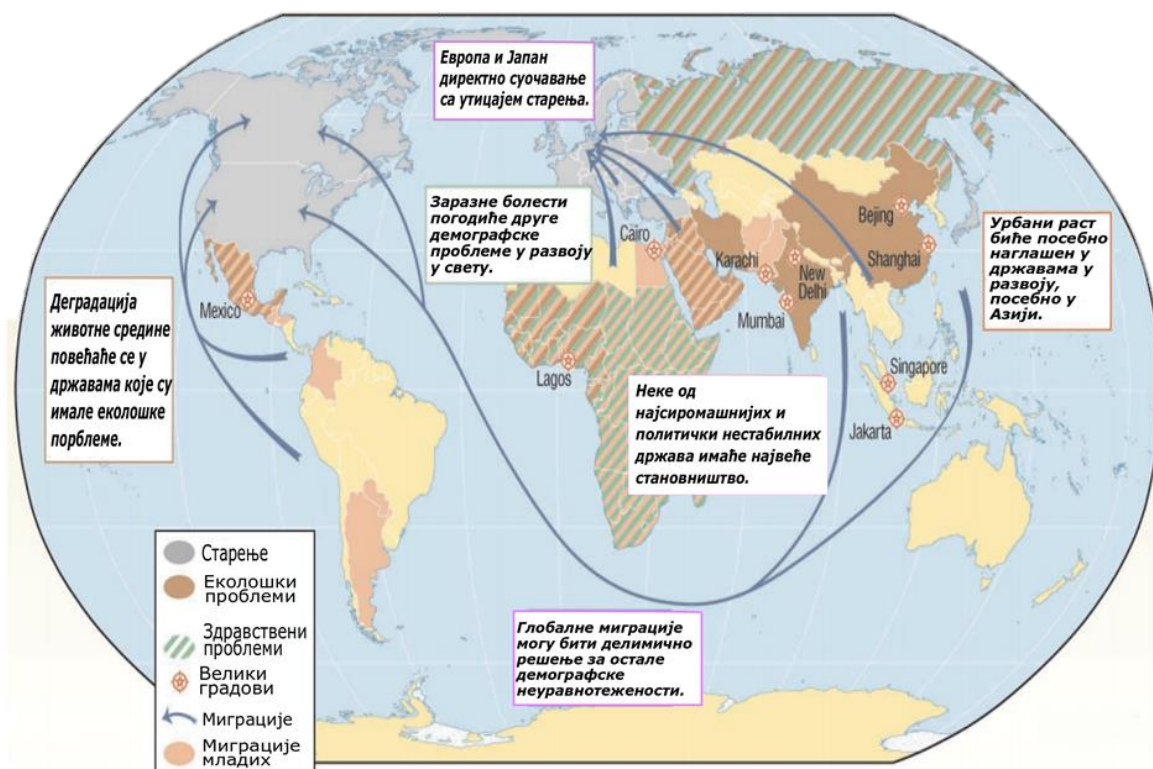 Европа и Јапан
директно суочавање
са утицајем старења.
Заразне болести
погодиће друге
демографске
проблеме у развоју
у свету.
Cairo
Bejing
Karachi
New
Delhi
Shanghai
Mumbai
Урбани раст
биће посебно
наглашен у
државама у
развоју,
посебно у
Азији.
Деградација
животне средине
повећаће се у
државама које су
имале еколошке
порблеме.
Mexico
Lagos
Singapore
Jakarta
Неке од
најсиромашнијих и
политички нестабилних
држава имаће највеће
становништво.
Старење
Еколошки
проблеми
Здравствени
проблеми
Велики
градови
Миграције
Миграције
младих
Глобалне миграције
могу бити делимично
решење за остале
демографске
неуравнотежености.